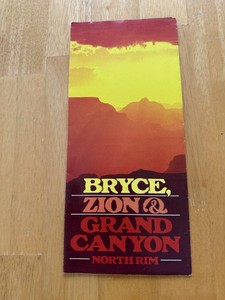 BRYCE,
ZION &
GRAND
CANYON
NORTH RIM